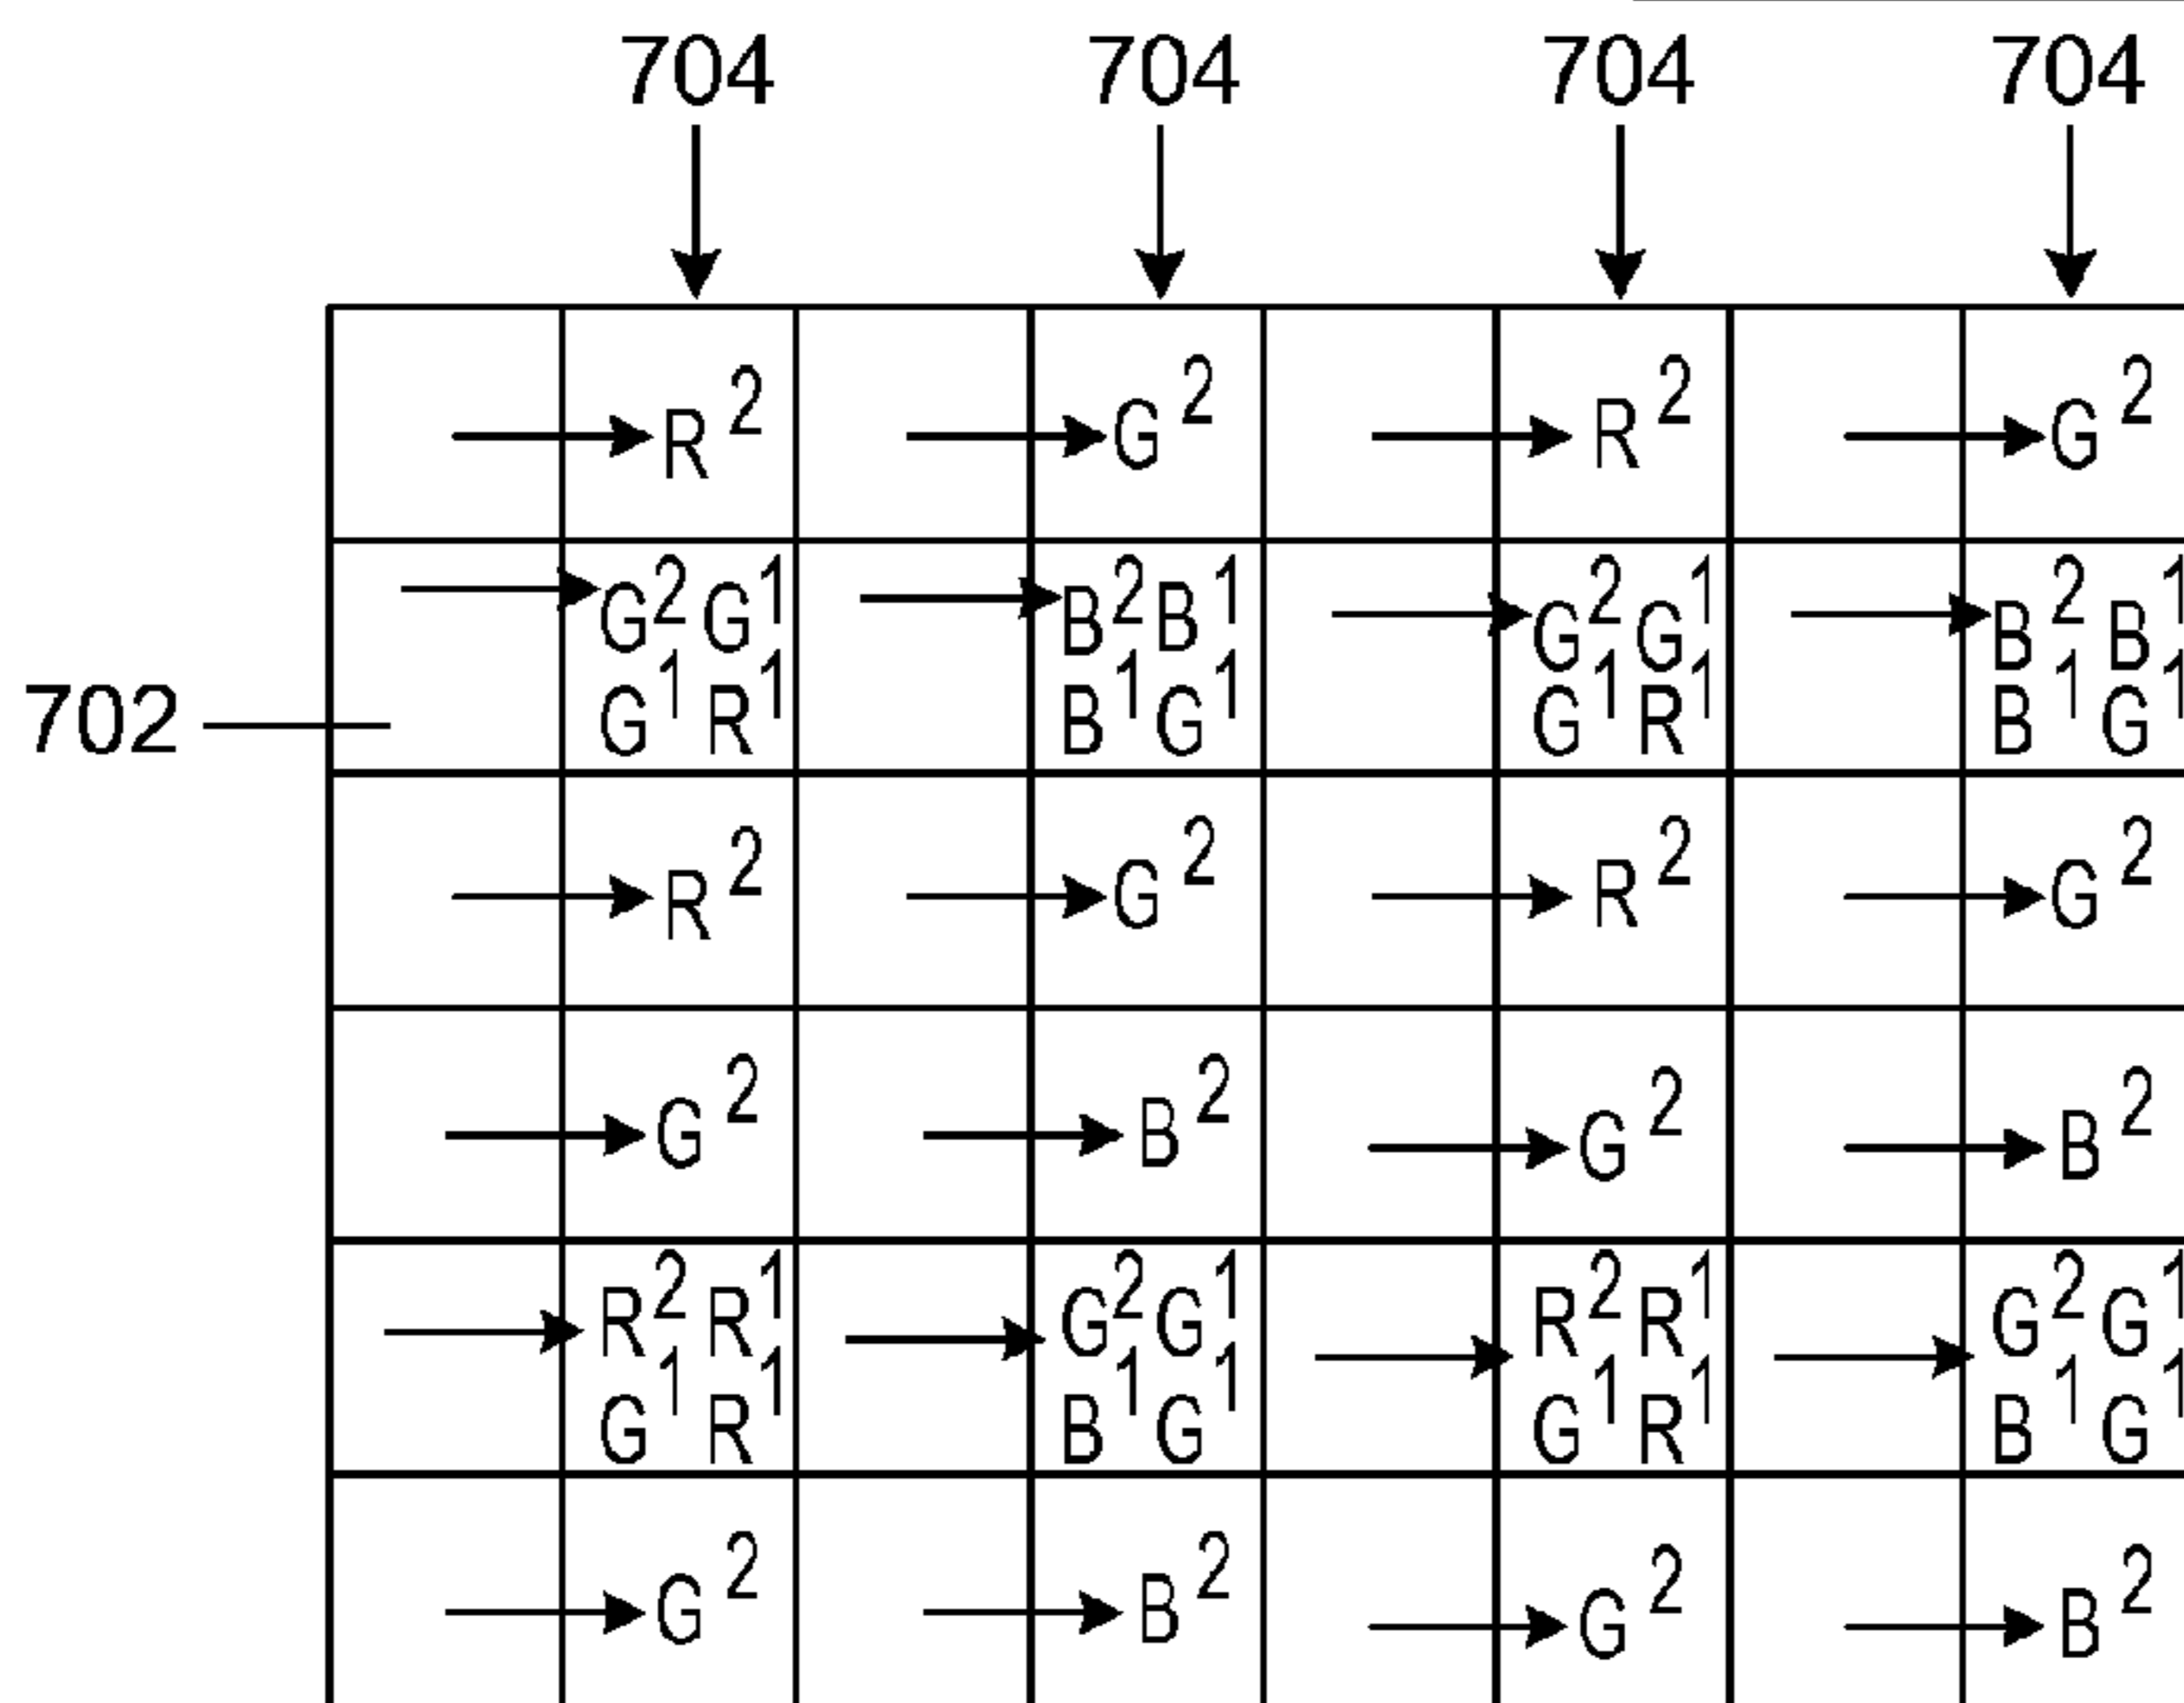 704 704 704 704
R² G² R² G²
G²G¹ B²B¹ G²G¹ B²B¹
702 G¹R¹ B¹G¹ G¹R¹ B¹G¹
R² G² R² G²
G² B² G² B²
R²R¹ G²G¹ R²R¹ G²G¹
G¹R¹ B¹G¹ G¹R¹ B¹G¹
G² B² G² B²